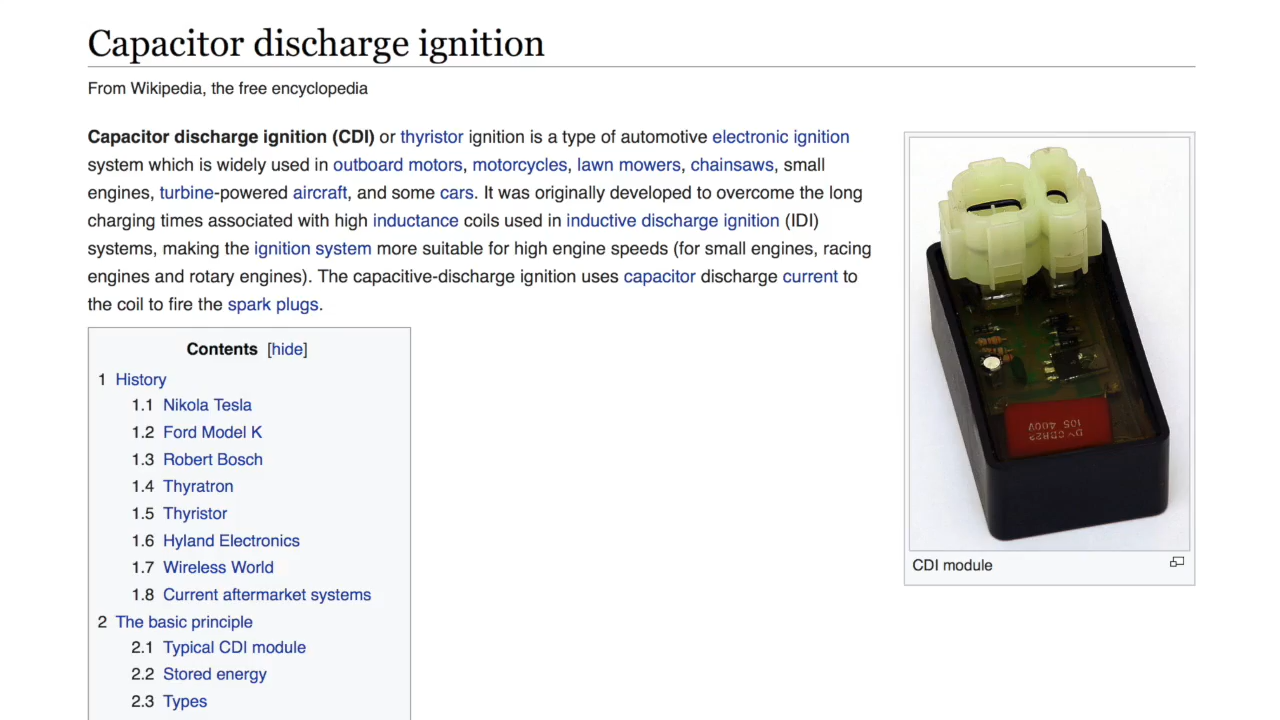 Capacitor discharge ignition
From Wikipedia, the free encyclopedia
Capacitor discharge ignition (CDI) or thyristor ignition is a type of automotive electronic ignition
system which is widely used in outboard motors, motorcycles, lawn mowers, chainsaws, small
engines, turbine-powered aircraft, and some cars. It was originally developed to overcome the long
charging times associated with high inductance coils used in inductive discharge ignition (IDI)
systems, making the ignition system more suitable for high engine speeds (for small engines, racing
engines and rotary engines). The capacitive-discharge ignition uses capacitor discharge current to
the coil to fire the spark plugs.
Contents [hide]
1 History
1.1 Nikola Tesla
1.2 Ford Model K
1.3 Robert Bosch
1.4 Thyratron
1.5 Thyristor
1.6 Hyland Electronics
1.7 Wireless World
1.8 Current aftermarket systems
2 The basic principle
2.1 Typical CDI module
2.2 Stored energy
2.3 Types
105 400V
CDI module